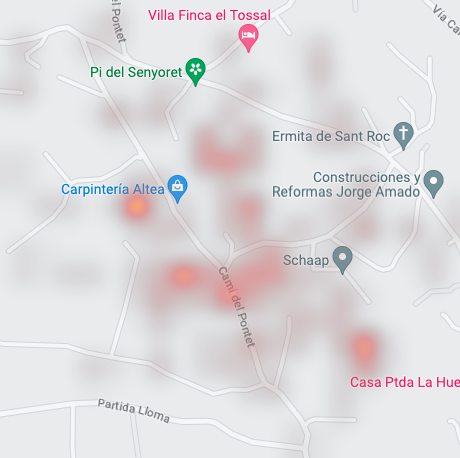 del Pontet
Villa Finca el Tossal
Via Ca
Pi del Senyoret
Ermita de Sant Roc
Construcciones y
Reformas Jorge Amado
Carpintería Altea
Schaap
Camí del Pontet
Casa Ptda La Hue
Partida Lloma